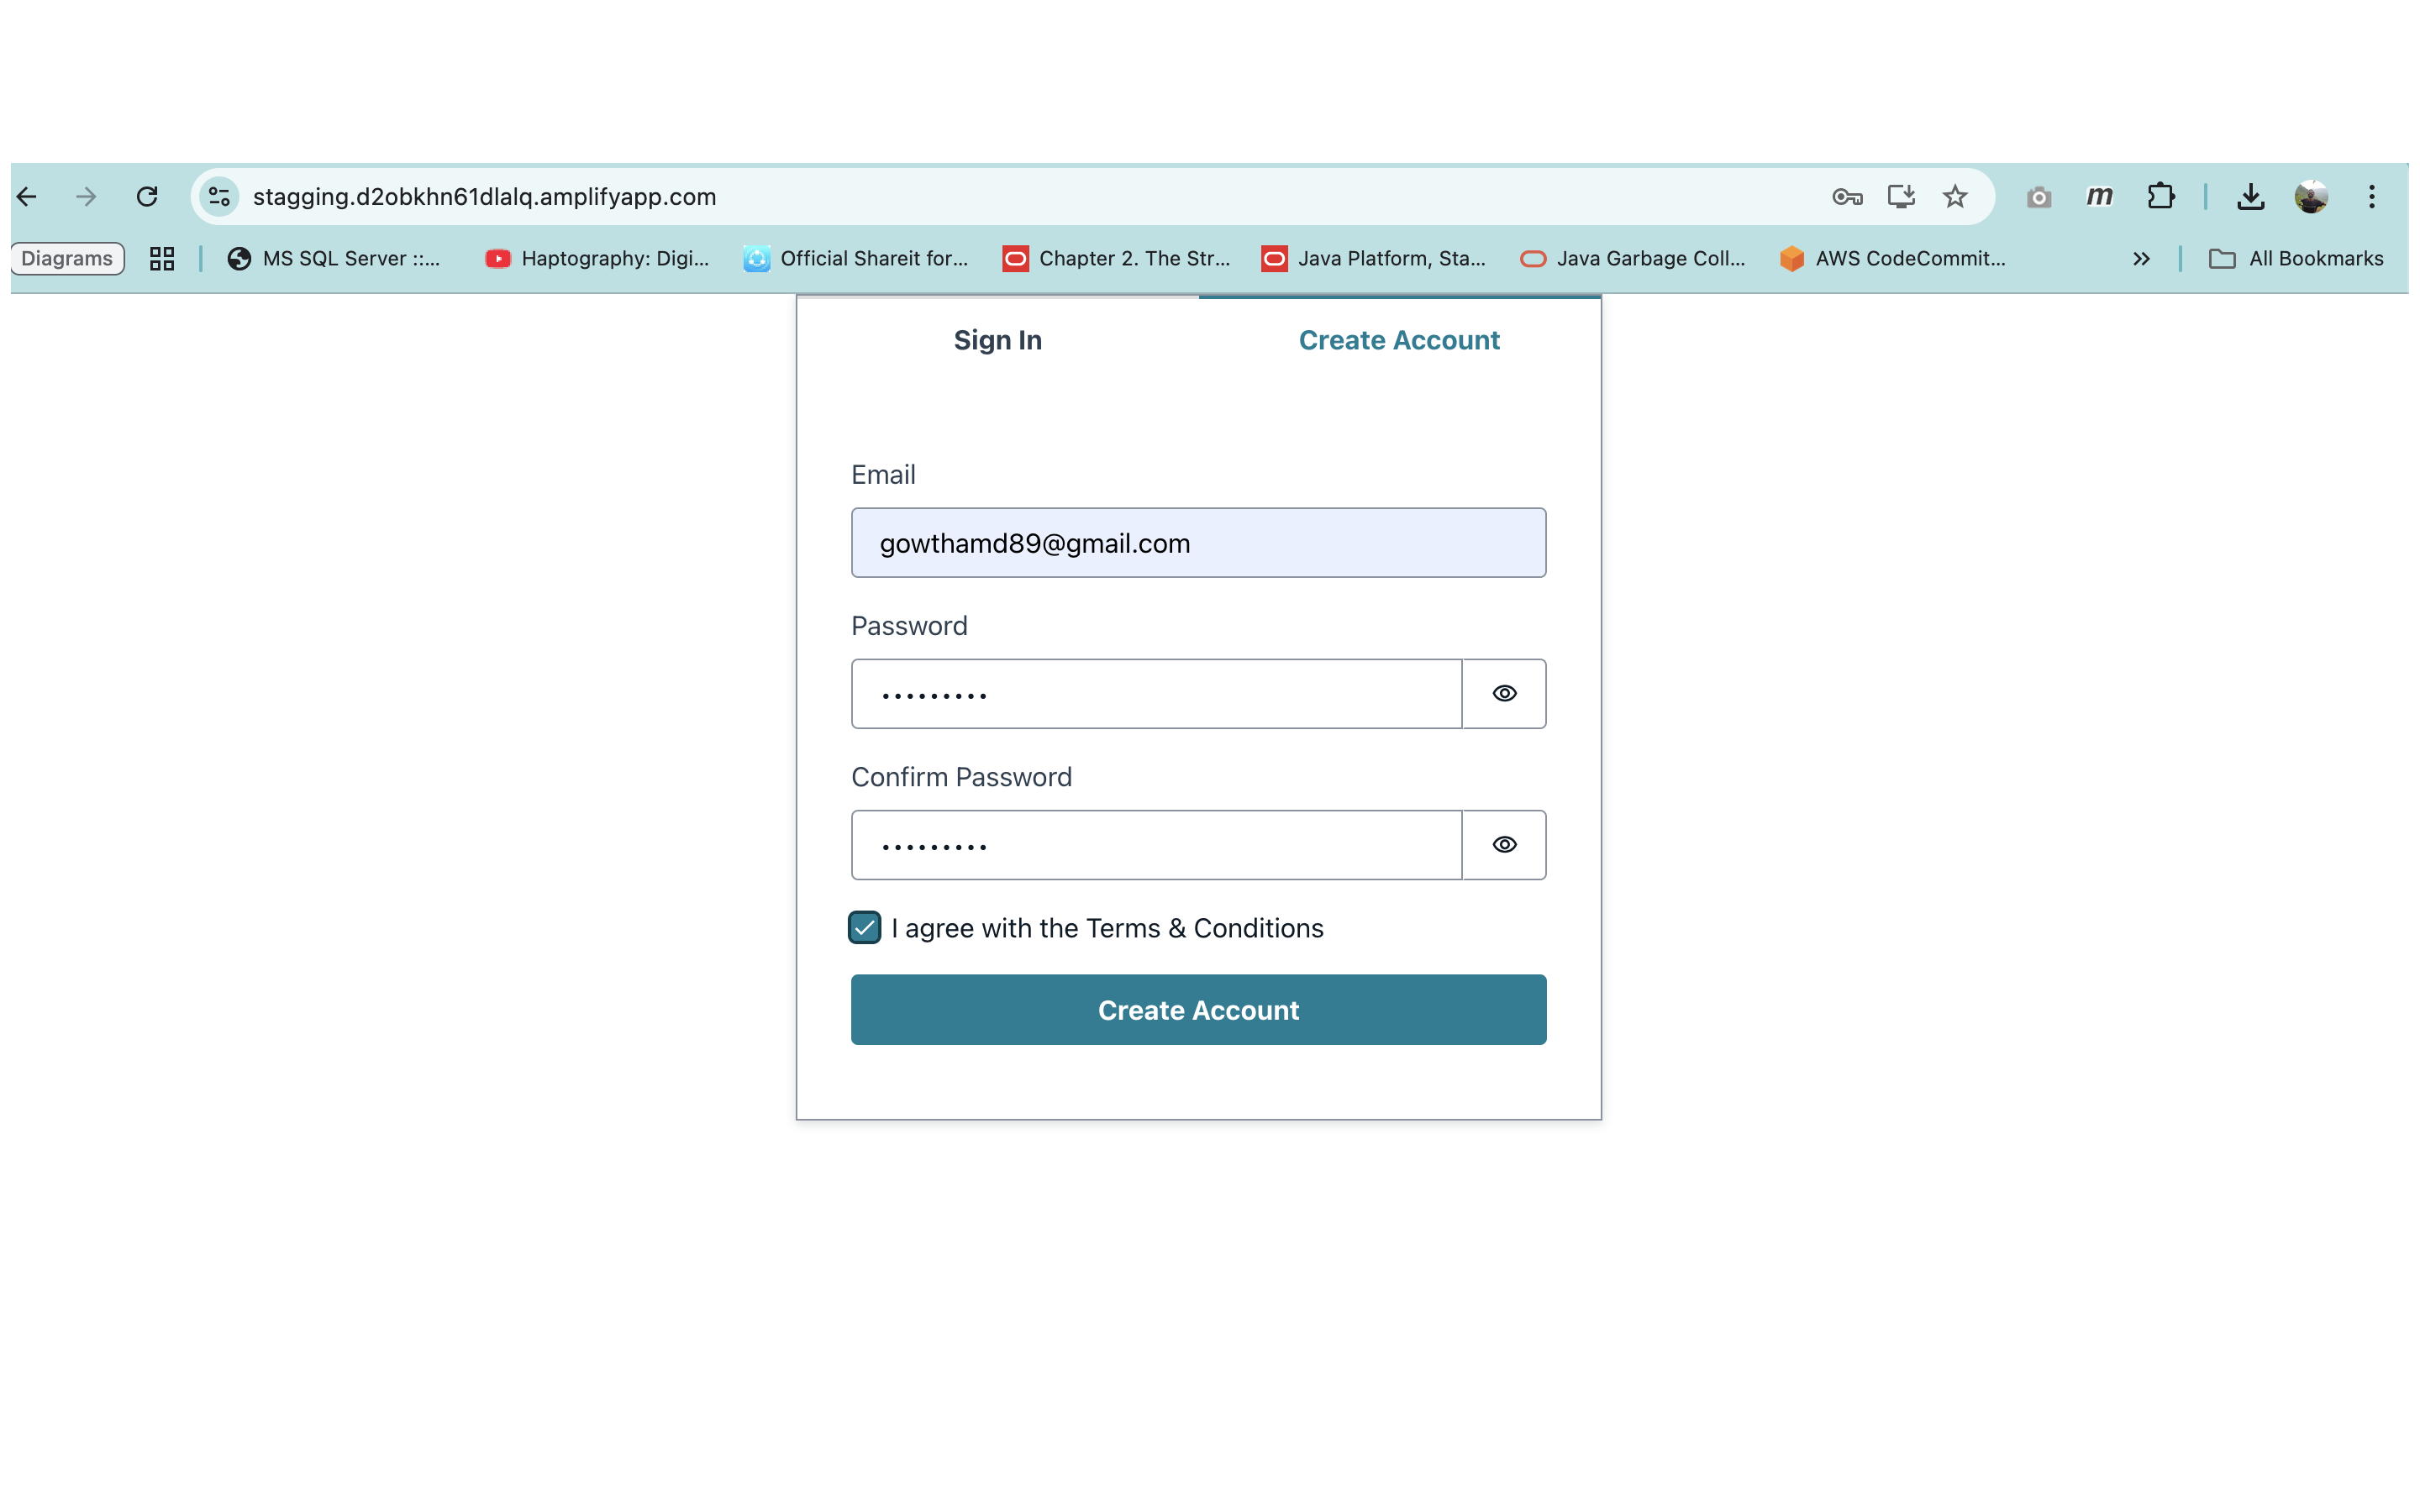 stagging.d2obkhn61dlalq.amplifyapp.com
m
Diagrams MS SQL Server ::... Haptography: Digi... Official Shareit for... Chapter 2. The Str... Java Platform, Sta... Java Garbage Coll... AWS CodeCommit... All Bookmarks
Sign In Create Account
Email
gowthamd89@gmail.com
Password
Confirm Password
I agree with the Terms & Conditions
Create Account